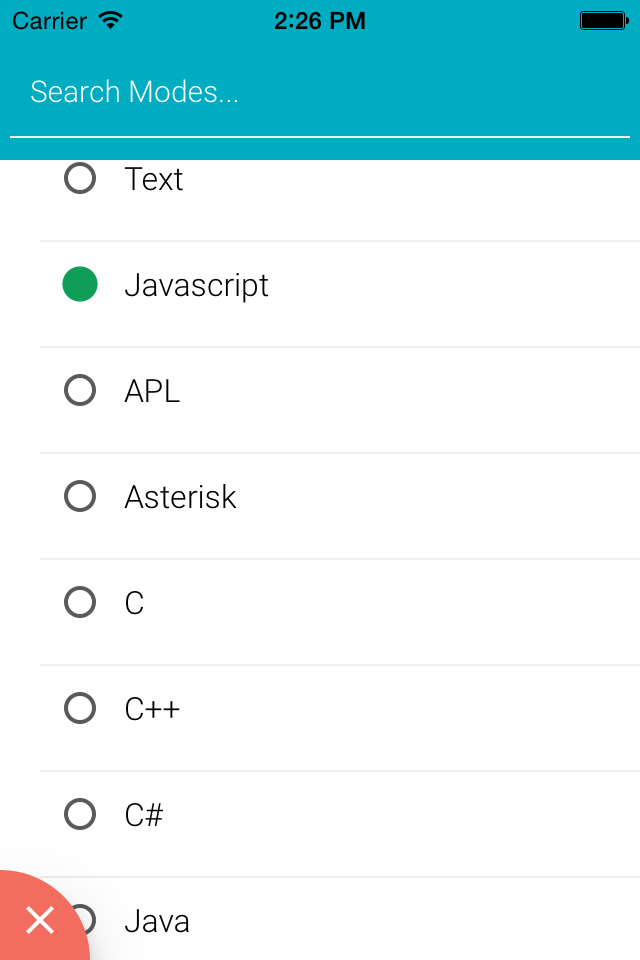 Carrier 2:26 PM
Search Modes...
Text
Javascript
APL
Asterisk
C
C++
C#
Java